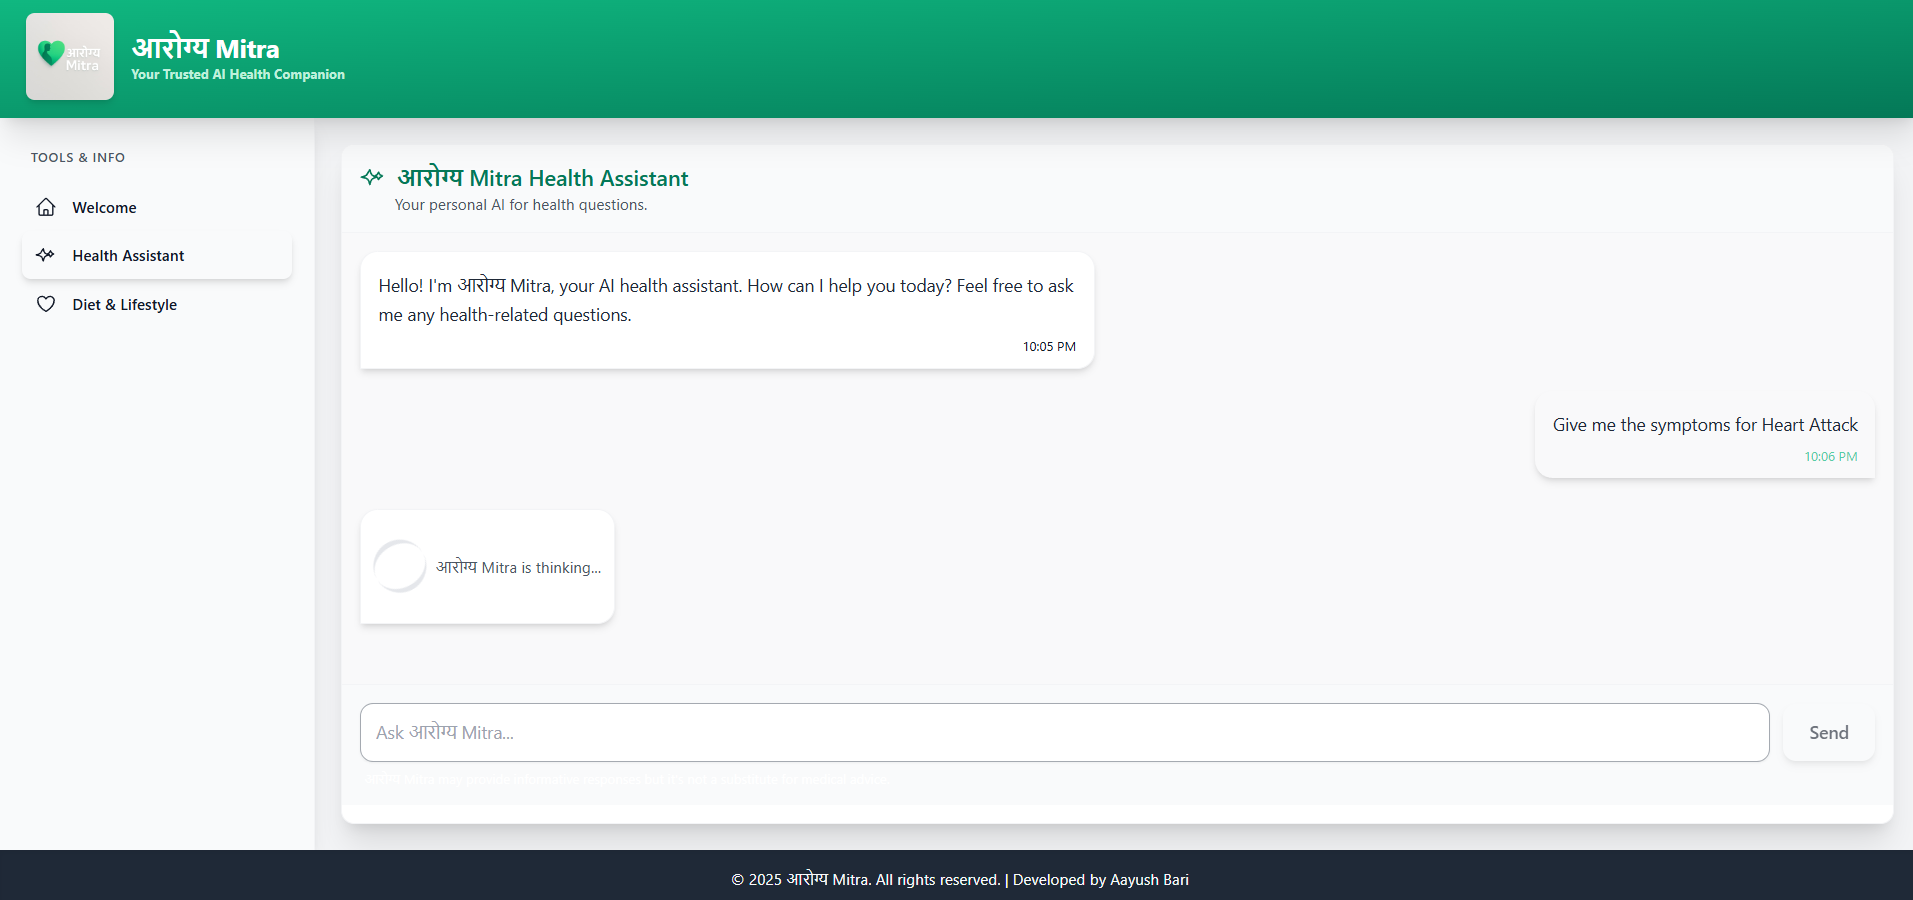 आरोग्य
Mitra
आरोग्य Mitra
Your Trusted AI Health Companion
TOOLS & INFO
Welcome
Health Assistant
Diet & Lifestyle
आरोग्य Mitra Health Assistant
Your personal AI for health questions.
Hello! I'm आरोग्य Mitra, your AI health assistant. How can I help you today? Feel free to ask
me any health-related questions.
10:05 PM
Give me the symptoms for Heart Attack
10:06 PM
आरोग्य Mitra is thinking...
Ask आरोग्य Mitra...
Send
© 2025 आरोग्य Mitra. All rights reserved. | Developed by Aayush Bari